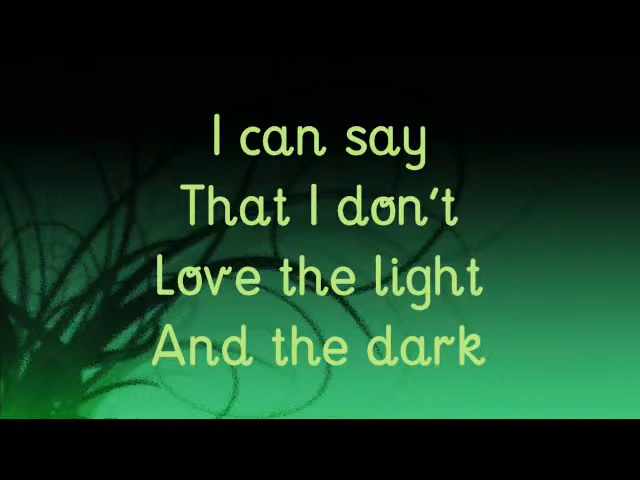 I can say
That I don't
Love the light
And the dark